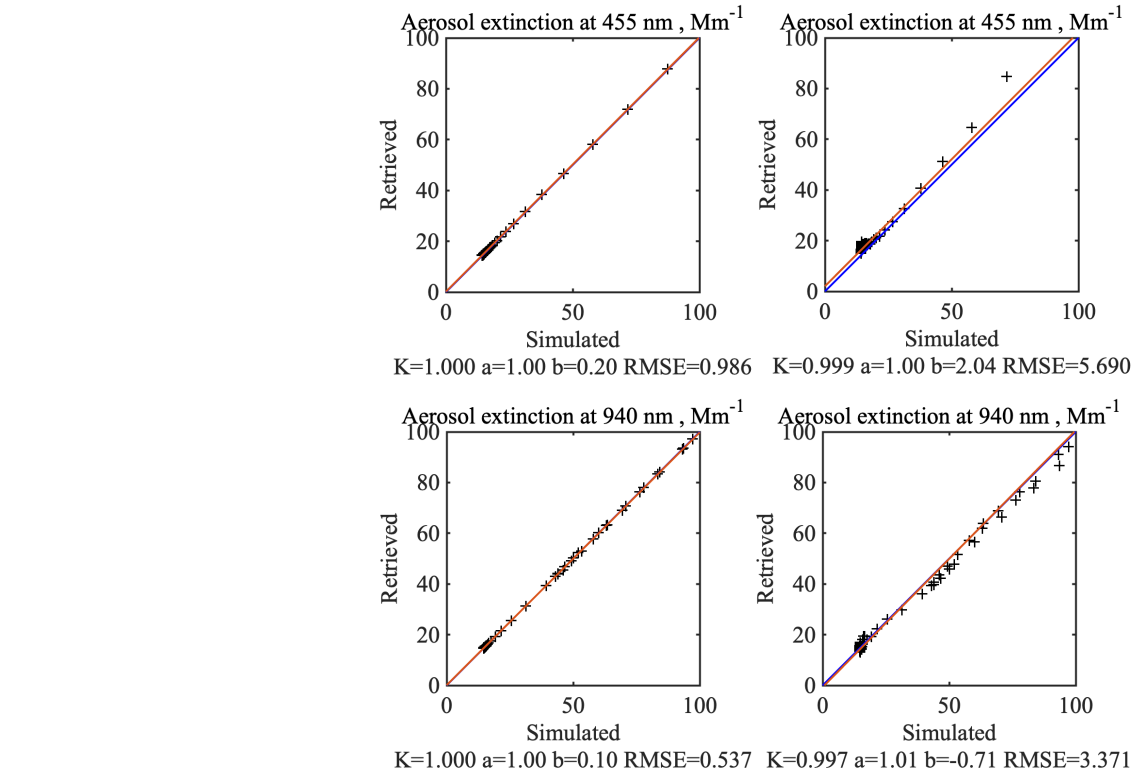 Aerosol extinction at 455 nm , Mm-1
100
80
60
40
20
0
Retrieved
0 50 100
Simulated
K=1.000 a=1.00 b=0.20 RMSE=0.986
Aerosol extinction at 455 nm , Mm-1
100
80
60
40
20
0
Retrieved
0 50 100
Simulated
K=0.999 a=1.00 b=2.04 RMSE=5.690
Aerosol extinction at 940 nm , Mm-1
100
80
60
40
20
0
Retrieved
0 50 100
Simulated
K=1.000 a=1.00 b=0.10 RMSE=0.537
Aerosol extinction at 940 nm , Mm-1
100
80
60
40
20
0
Retrieved
0 50 100
Simulated
K=0.997 a=1.01 b=-0.71 RMSE=3.371